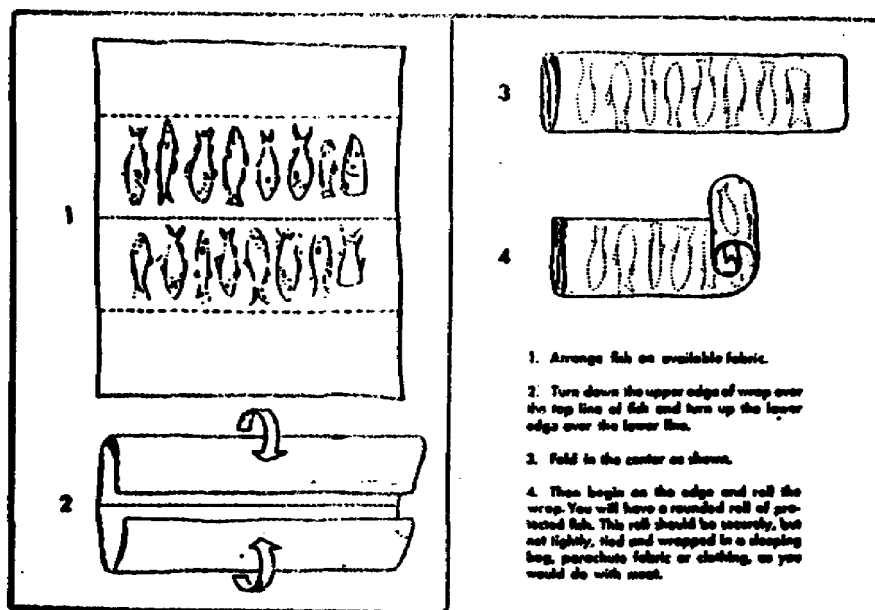 1
2
3
4
1. Arrange fish on available fabric.
2. Turn down the upper edge of wrap over
the top line of fish and turn up the lower
edge over the lower line.
3. Fold in the center as shown.
4. Then begin on the edge and roll the
wrap. You will have a rounded roll of pro-
tected fish. This roll should be securely, but
not tightly, tied and wrapped in a sleeping
bag, parachute fabric or clothing, as you
would do with meat.